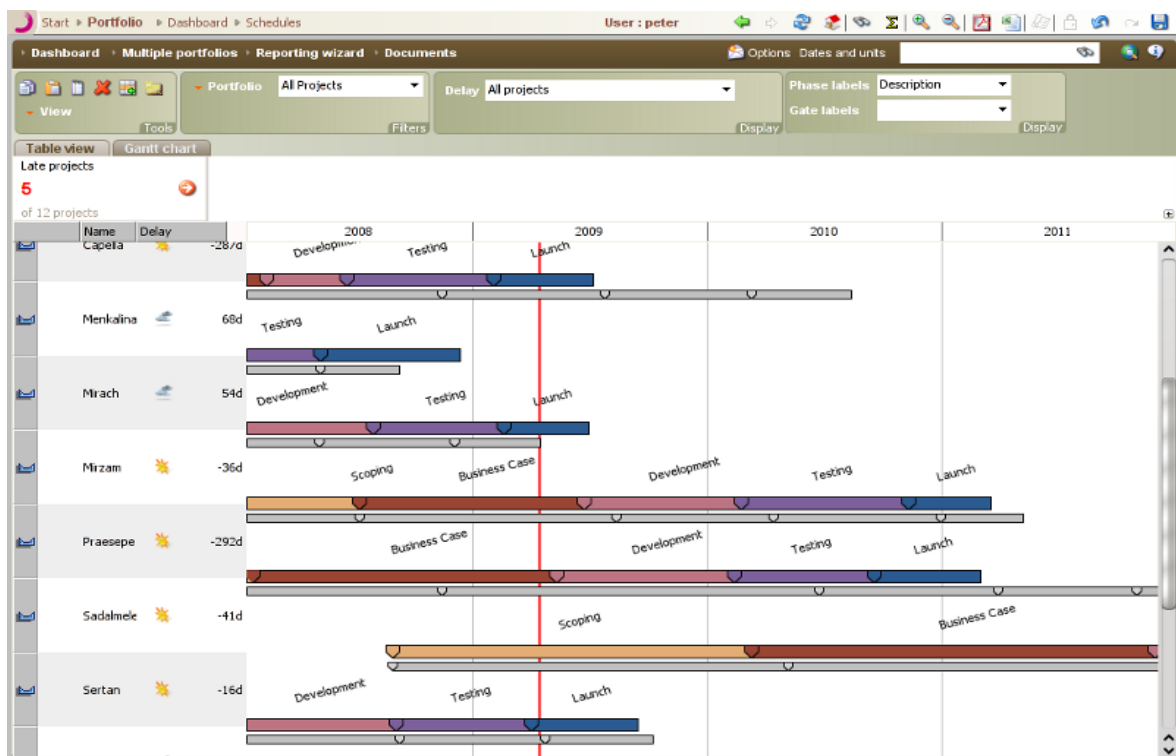 Start Portfolio Dashboard Schedules User : peter
Dashboard Multiple portfolios Reporting wizard Documents Options Dates and units
Portfolio All Projects Delay All projects Phase labels Description
View Gate labels
Tools Filters Display Display
Table view Gantt chart
Late projects
5
of 12 projects
Name Delay 2008 2009 2010 2011
Capella -287d Development Testing Launch
Menkalina 68d Testing Launch
Mirach 54d Development Testing Launch
Mirzam -36d Scoping Business Case Development Testing Launch
Praesepe -292d Business Case Development Testing Launch
Sadalmele -41d Scoping Business Case
Sertan -16d Development Testing Launch